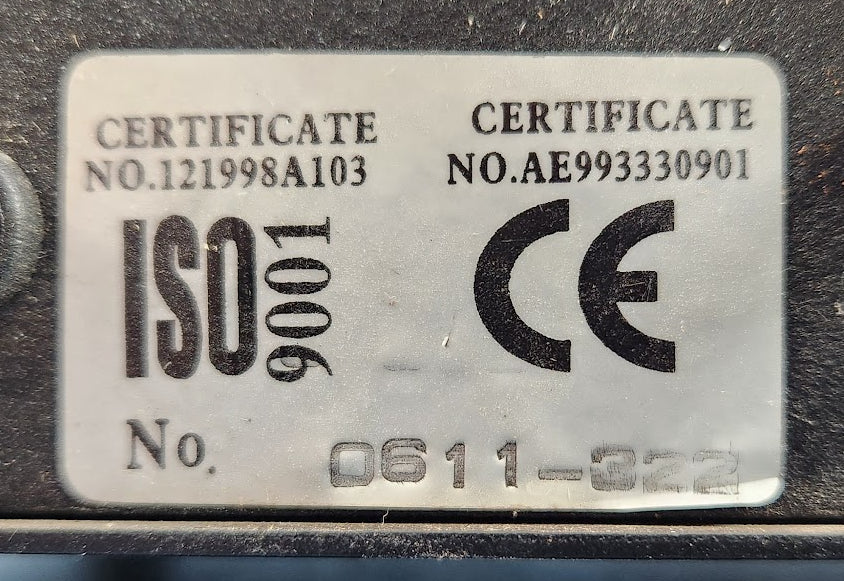 CERTIFICATE
NO.121998A103
CERTIFICATE
NO.AE993330901
ISO 9001
CE
No. 0611-322